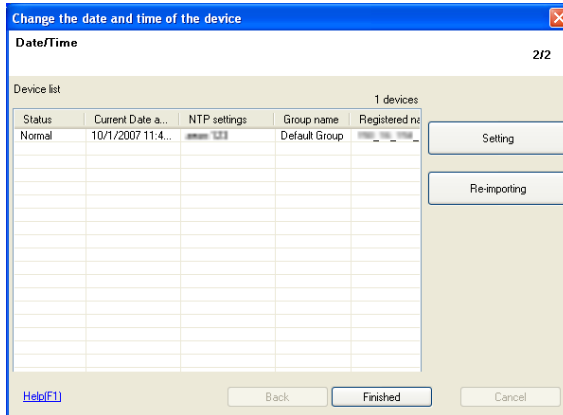 Change the date and time of the device
Date/Time
2/2
Device list
1 devices
Status Current Date a... NTP settings Group name Registered na
Normal 10/1/2007 11:4... Default Group
Setting
Re-importing
Help(F1) Back Finished Cancel